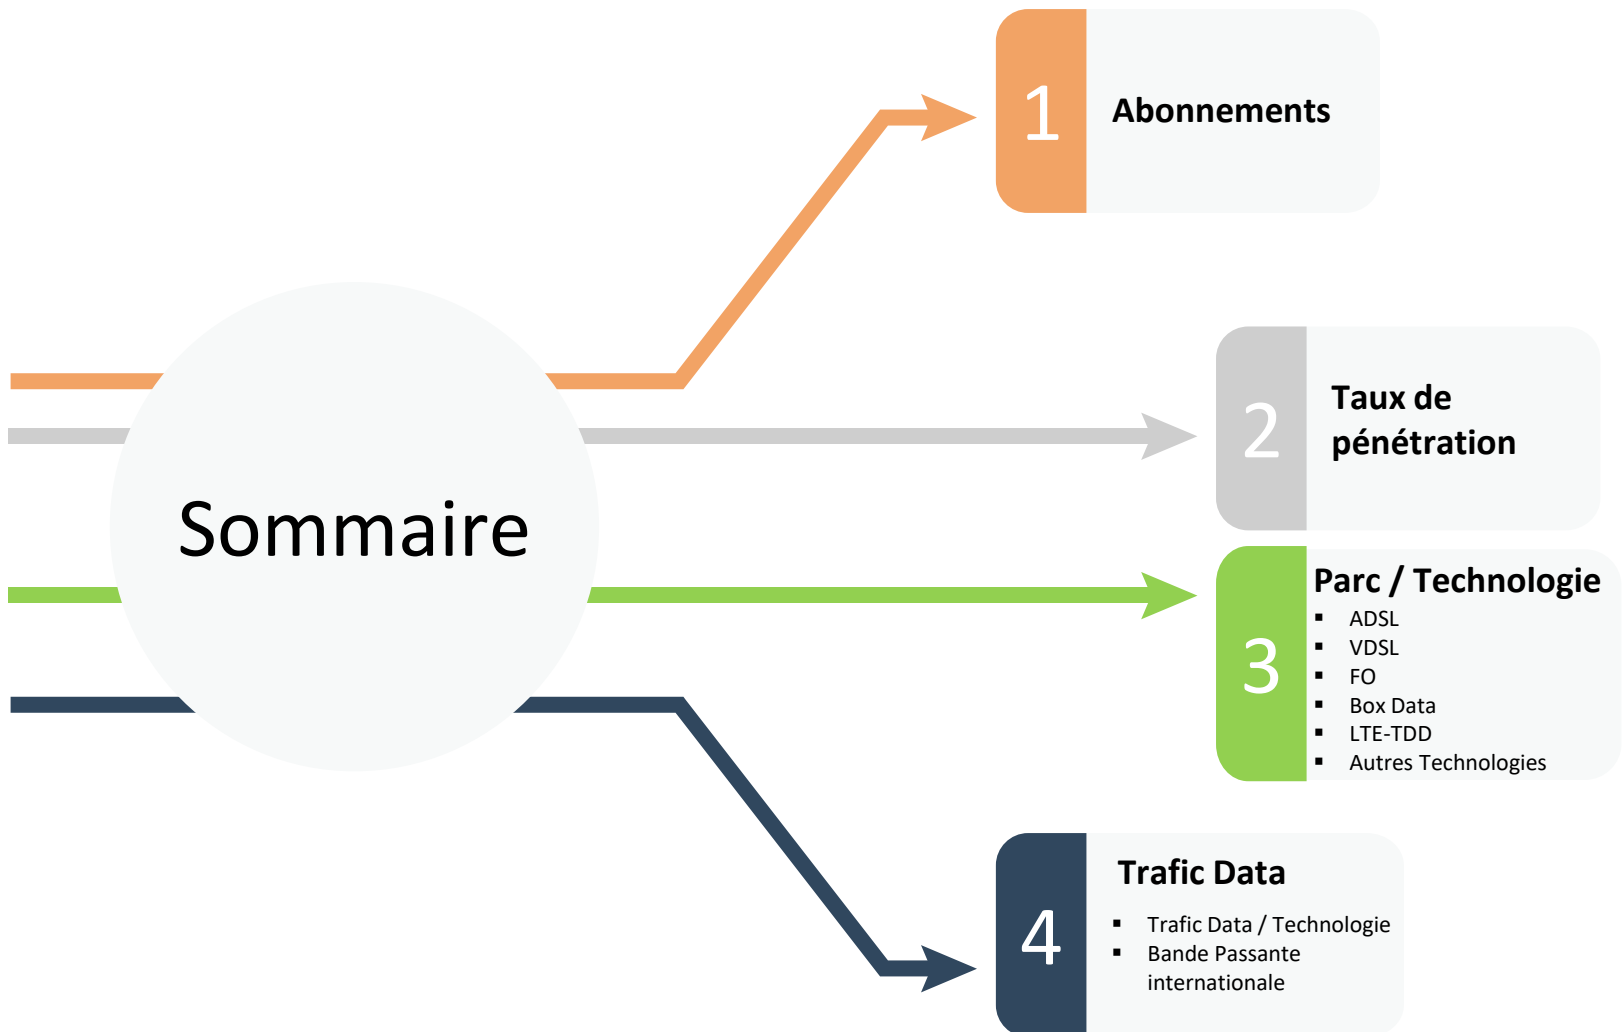 Sommaire
1
Abonnements
2
Taux de
pénétration
3
Parc / Technologie
▪ ADSL
▪ VDSL
▪ FO
▪ Box Data
▪ LTE-TDD
▪ Autres Technologies
4
Trafic Data
▪ Trafic Data / Technologie
▪ Bande Passante
internationale